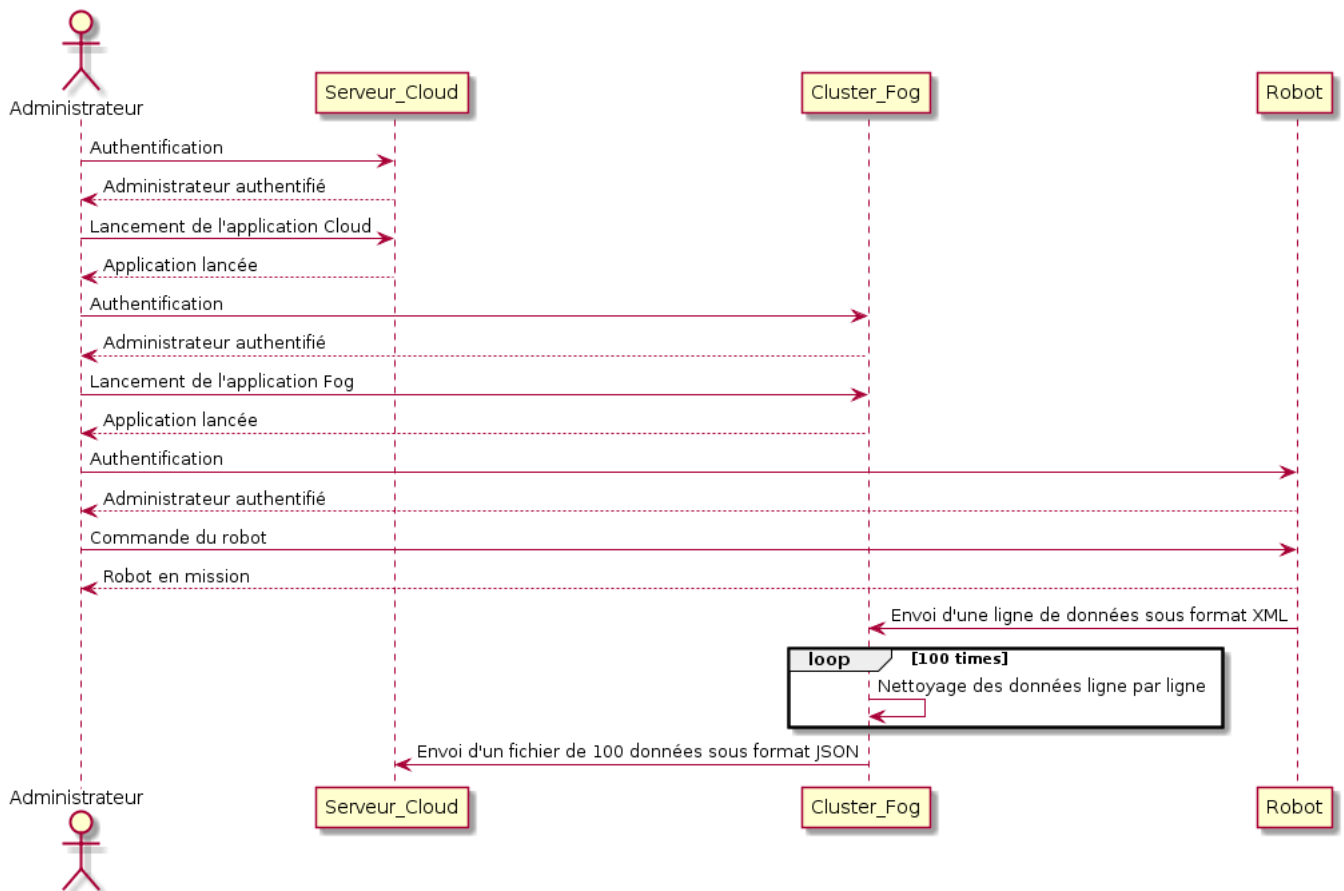 Administrateur
Serveur_Cloud
Cluster_Fog
Robot
Authentification
Administrateur authentifié
Lancement de l'application Cloud
Application lancée
Authentification
Administrateur authentifié
Lancement de l'application Fog
Application lancée
Authentification
Administrateur authentifié
Commande du robot
Robot en mission
Envoi d'une ligne de données sous format XML
loop [100 times]
Nettoyage des données ligne par ligne
Envoi d'un fichier de 100 données sous format JSON
Administrateur
Serveur_Cloud
Cluster_Fog
Robot